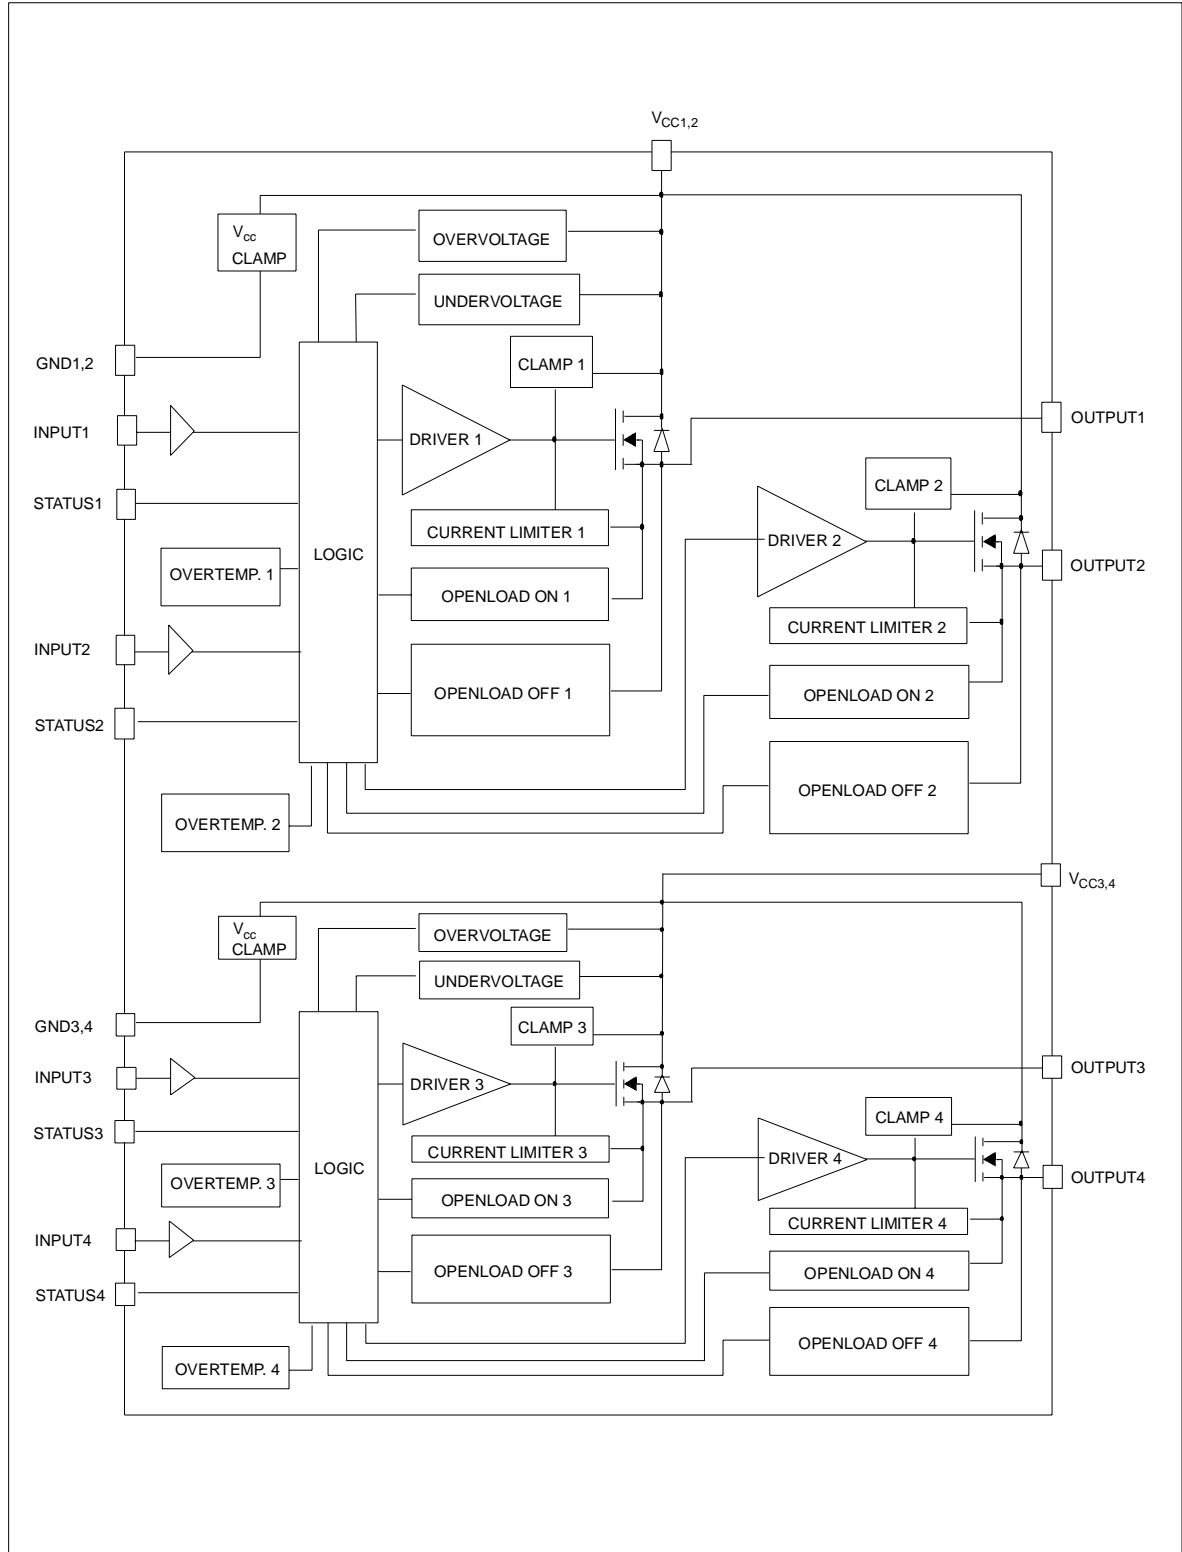 VCC1,2
Vcc
CLAMP
OVERVOLTAGE
UNDERVOLTAGE
GND1,2
CLAMP 1
INPUT1
DRIVER 1
OUTPUT1
STATUS1
CLAMP 2
CURRENT LIMITER 1
LOGIC
DRIVER 2
OVERTEMP. 1
OPENLOAD ON 1
OUTPUT2
INPUT2
CURRENT LIMITER 2
OPENLOAD OFF 1
OPENLOAD ON 2
STATUS2
OPENLOAD OFF 2
OVERTEMP. 2
VCC3,4
Vcc
CLAMP
OVERVOLTAGE
UNDERVOLTAGE
GND3,4
CLAMP 3
INPUT3
DRIVER 3
OUTPUT3
STATUS3
CLAMP 4
CURRENT LIMITER 3
LOGIC
DRIVER 4
OVERTEMP. 3
OPENLOAD ON 3
OUTPUT4
INPUT4
CURRENT LIMITER 4
OPENLOAD OFF 3
OPENLOAD ON 4
STATUS4
OPENLOAD OFF 4
OVERTEMP. 4